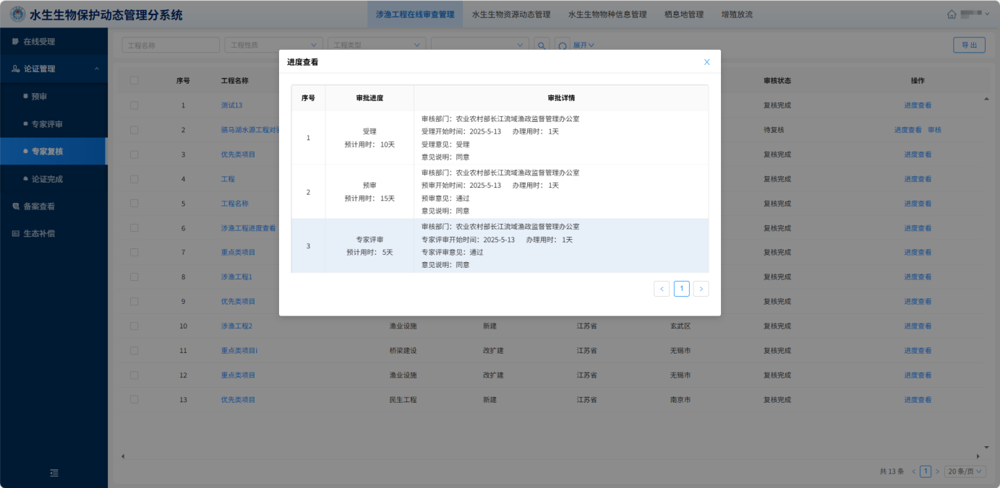 水生生物保护动态管理分系统
涉渔工程在线审查管理 水生生物资源动态管理 水生生物物种信息管理 栖息地管理 增殖放流
在线受理
论证管理
预审
专家评审
专家复核
论证完成
备案查看
生态补偿
工程名称 工程性质 工程类型 展开 导出
序号 工程名称 审核状态 操作
1 测试13 复核完成 进度查看
2 骆马湖水源工程对 待复核 进度查看 审核
3 优先类项目 复核完成 进度查看
4 工程 复核完成 进度查看
5 工程名称 复核完成 进度查看
6 涉渔工程进度查看 复核完成 进度查看
7 重点类项目 复核完成 进度查看
8 涉渔工程1 复核完成 进度查看
9 优先类项目 复核完成 进度查看
10 涉渔工程2 渔业设施 新建 江苏省 玄武区 复核完成 进度查看
11 重点类项目i 桥梁建设 改扩建 江苏省 无锡市 复核完成 进度查看
12 重点类项目 渔业设施 改扩建 江苏省 无锡市 复核完成 进度查看
13 优先类项目 民生工程 新建 江苏省 南京市 复核完成 进度查看
共 13 条 < 1 > 20 条/页
进度查看
序号 审批进度 审批详情
1
受理
预计用时： 10天
审核部门：农业农村部长江流域渔政监督管理办公室
受理开始时间：2025-5-13 办理用时： 1天
受理意见：受理
意见说明：同意
2
预审
预计用时： 15天
审核部门：农业农村部长江流域渔政监督管理办公室
预审开始时间：2025-5-13 办理用时： 1天
预审意见：通过
意见说明：同意
3
专家评审
预计用时： 5天
审核部门：农业农村部长江流域渔政监督管理办公室
专家评审开始时间：2025-5-13 办理用时： 1天
专家评审意见：通过
意见说明：同意
< 1 >